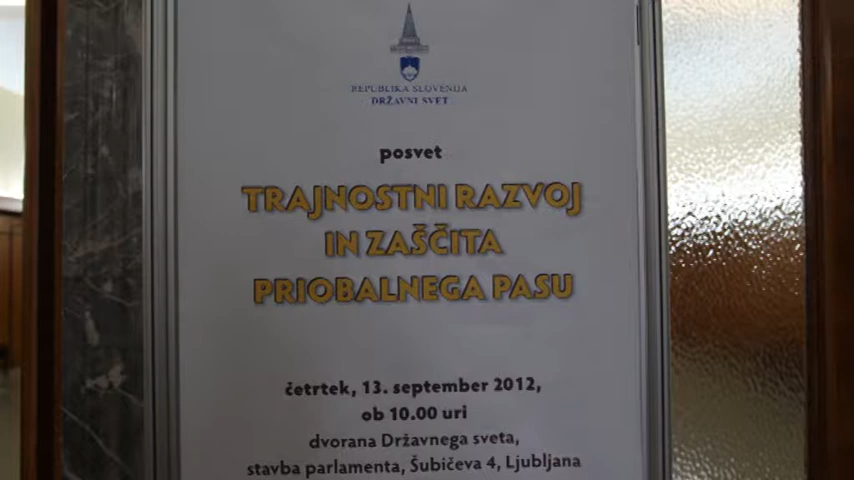 REPUBLIKA SLOVENIJA
DRŽAVNI SVET
posvet
TRAJNOSTNI RAZVOJ
IN ZAŠČITA
PRIOBALNEGA PASU
četrtek, 13. september 2012,
ob 10.00 uri
dvorana Državnega sveta,
stavba parlamenta, Šubičeva 4, Ljubljana